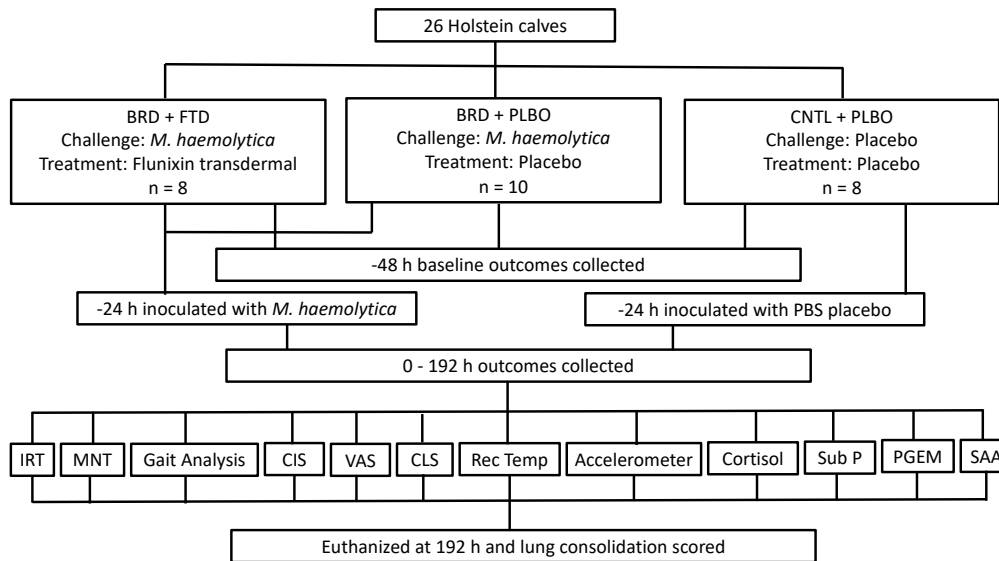 26 Holstein calves
BRD + FTD
Challenge: M. haemolytica
Treatment: Flunixin transdermal
n = 8
BRD + PLBO
Challenge: M. haemolytica
Treatment: Placebo
n = 10
CNTL + PLBO
Challenge: Placebo
Treatment: Placebo
n = 8
-48 h baseline outcomes collected
-24 h inoculated with M. haemolytica
-24 h inoculated with PBS placebo
0 - 192 h outcomes collected
IRT
MNT
Gait Analysis
CIS
VAS
CLS
Rec Temp
Accelerometer
Cortisol
Sub P
PGEM
SAA
Euthanized at 192 h and lung consolidation scored